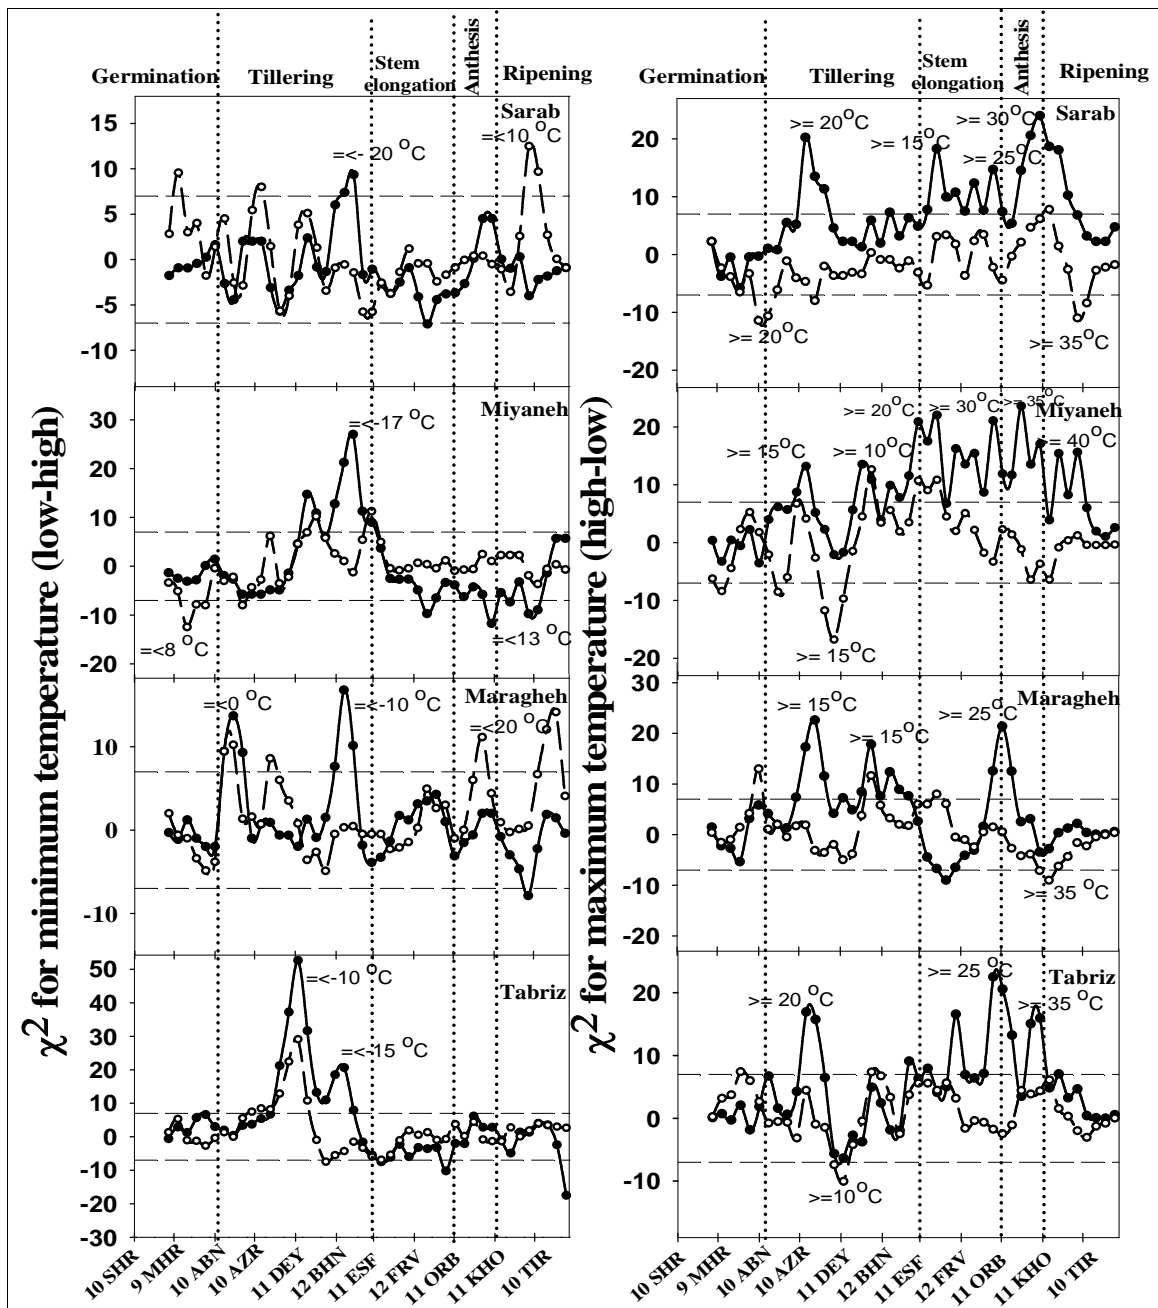 Germination Tillering Stem elongation Anthesis Ripening
Sarab
15
10
5
0
-5
-10
=<- 20 °C
=<10 °C
Miyaneh
30
20
10
0
-10
-20
=<-17 °C
=<8 °C
=<13 °C
Maragheh
10
0
-10
=<0 °C
=<-10 °C
=<20 °C
Tabriz
50
40
30
20
10
0
-10
-20
-30
=<-10 °C
=<-15 °C
χ2 for minimum temperature (low-high)
10 SHR
9 MHR
10 ABN
10 AZR
11 DEY
12 BHN
11 ESF
12 FRV
11 ORB
11 KHO
10 TIR
Germination Tillering Stem elongation Anthesis Ripening
Sarab
20
10
0
-10
-20
>= 20°C
>= 15°C
>= 30°C
>= 25°C
>= 20°C
>= 35°C
Miyaneh
20
10
0
-10
-20
>= 15°C
>= 20°C
>= 10°C
>= 30°C
>= 35°C
>= 40°C
>= 15°C
Maragheh
30
20
10
0
-10
-20
>= 15°C
>= 15°C
>= 25°C
>= 35 °C
Tabriz
20
10
0
-10
>= 20 °C
>= 25 °C
>= 35 °C
>=10°C
χ2 for maximum temperature (high-low)
10 SHR
9 MHR
10 ABN
10 AZR
11 DEY
12 BHN
11 ESF
12 FRV
11 ORB
11 KHO
10 TIR